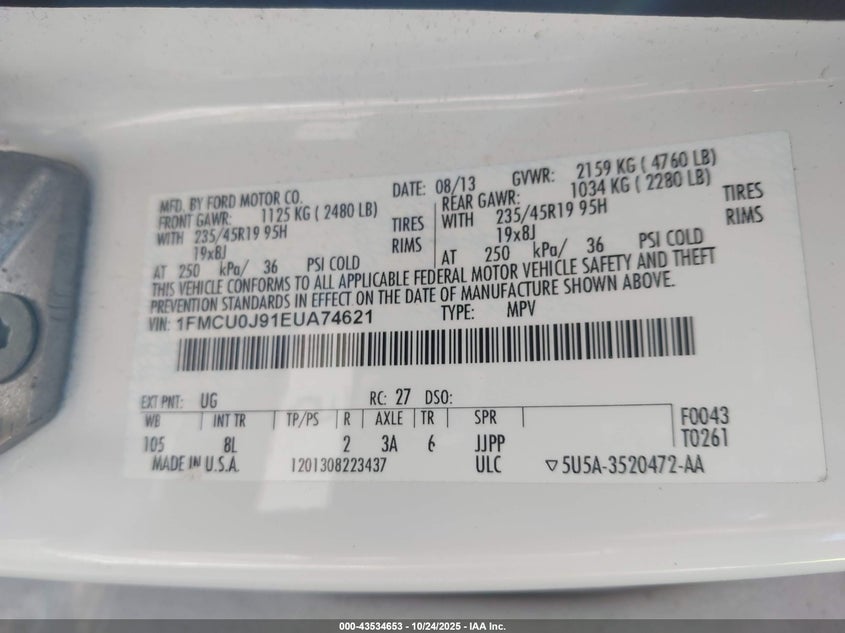 MFD. BY FORD MOTOR CO. DATE: 08/13 GVWR: 2159 KG ( 4760 LB)
FRONT GAWR: 1125 KG ( 2480 LB) REAR GAWR: 1034 KG ( 2280 LB)
WITH 235/45R19 95H TIRES WITH 235/45R19 95H TIRES
19x8J RIMS 19x8J RIMS
AT 250 kPa/ 36 PSI COLD AT 250 kPa/ 36 PSI COLD
THIS VEHICLE CONFORMS TO ALL APPLICABLE FEDERAL MOTOR VEHICLE SAFETY AND THEFT
PREVENTION STANDARDS IN EFFECT ON THE DATE OF MANUFACTURE SHOWN ABOVE.
VIN: 1FMCU0J91EUA74621 TYPE: MPV
EXT PNT: UG RC: 27 DSO:
WB INT TR TP/PS R AXLE TR SPR F0043
105 8L 2 3A 6 JJPP T0261
MADE IN U.S.A. 1201308223437 ULC ▽5U5A-3520472-AA
000-43534653 - 10/24/2025 - IAA Inc.